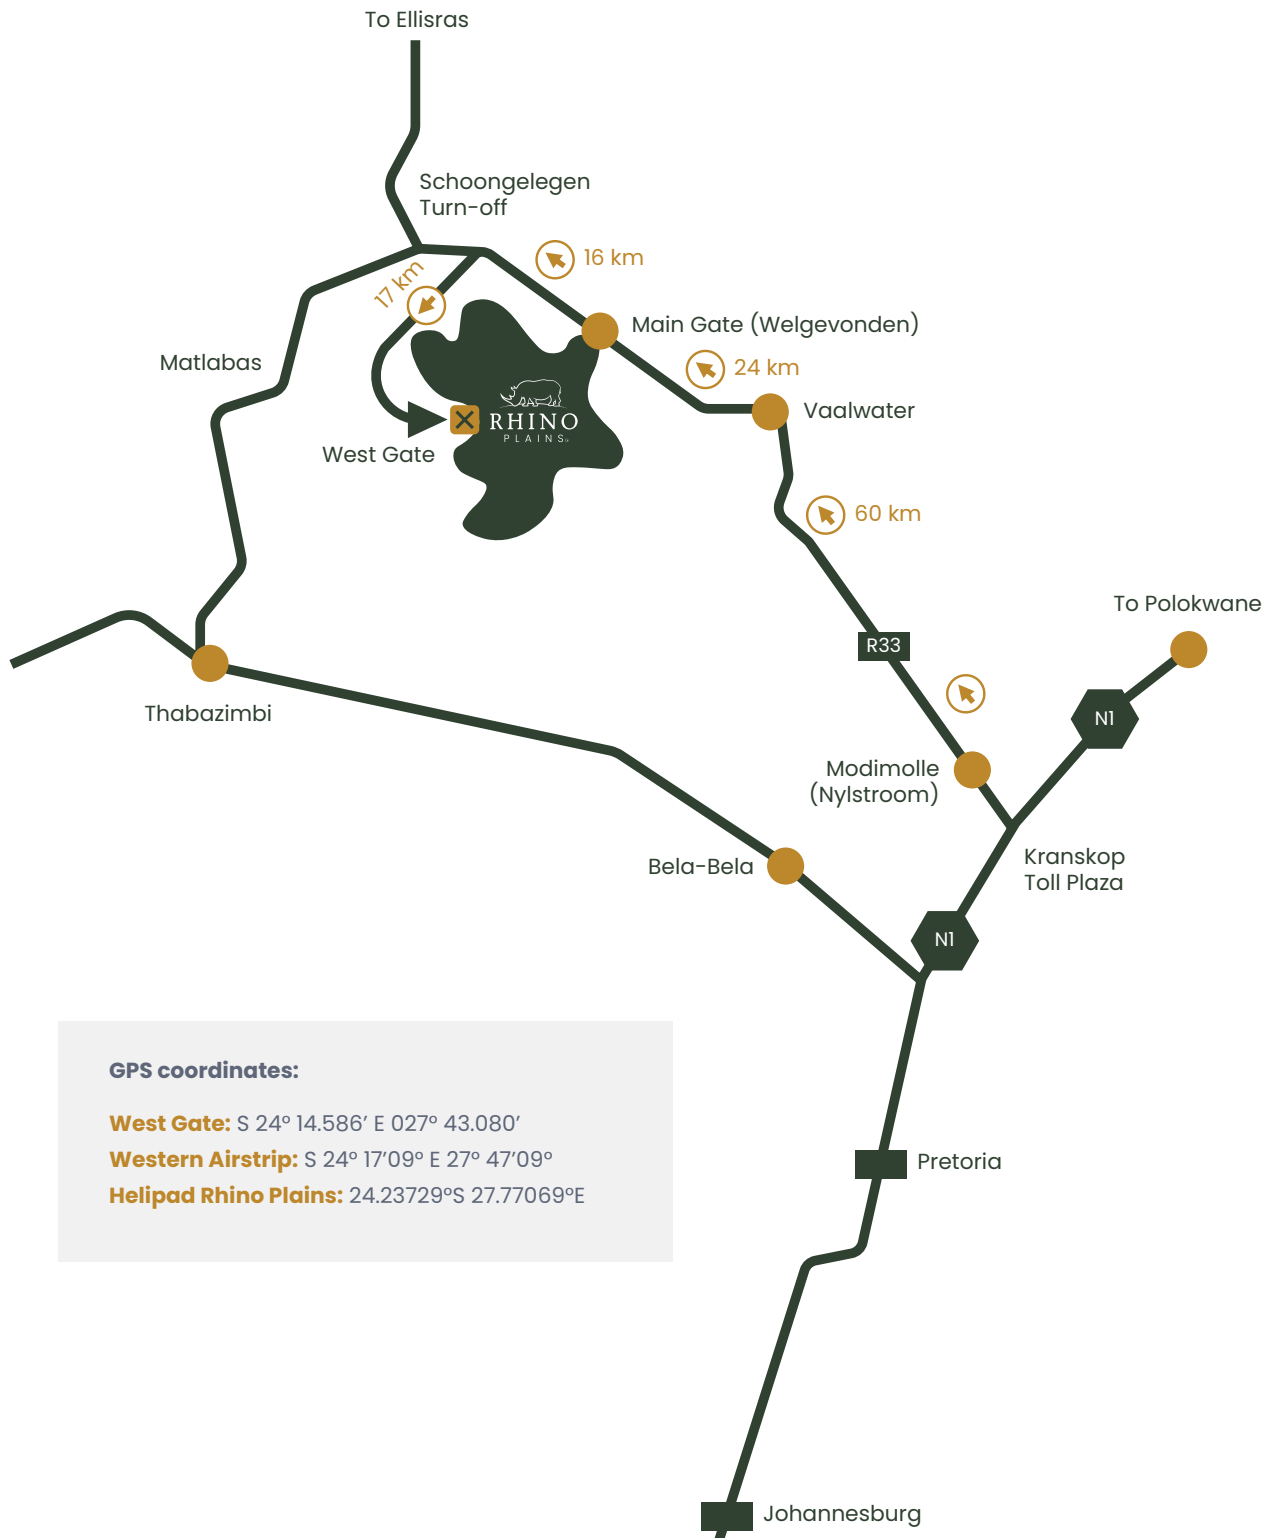 To Ellisras
Schoongelegen
Turn-off
16 km
17 km
Main Gate (Welgevonden)
Matlabas
24 km
RHINO
PLAINS
Vaalwater
West Gate
60 km
To Polokwane
R33
Thabazimbi
N1
Modimolle
(Nylstroom)
Kranskop
Toll Plaza
Bela-Bela
N1
GPS coordinates:
West Gate: S 24° 14.586’ E 027° 43.080’
Western Airstrip: S 24° 17’09° E 27° 47’09°
Helipad Rhino Plains: 24.23729°S 27.77069°E
Pretoria
Johannesburg